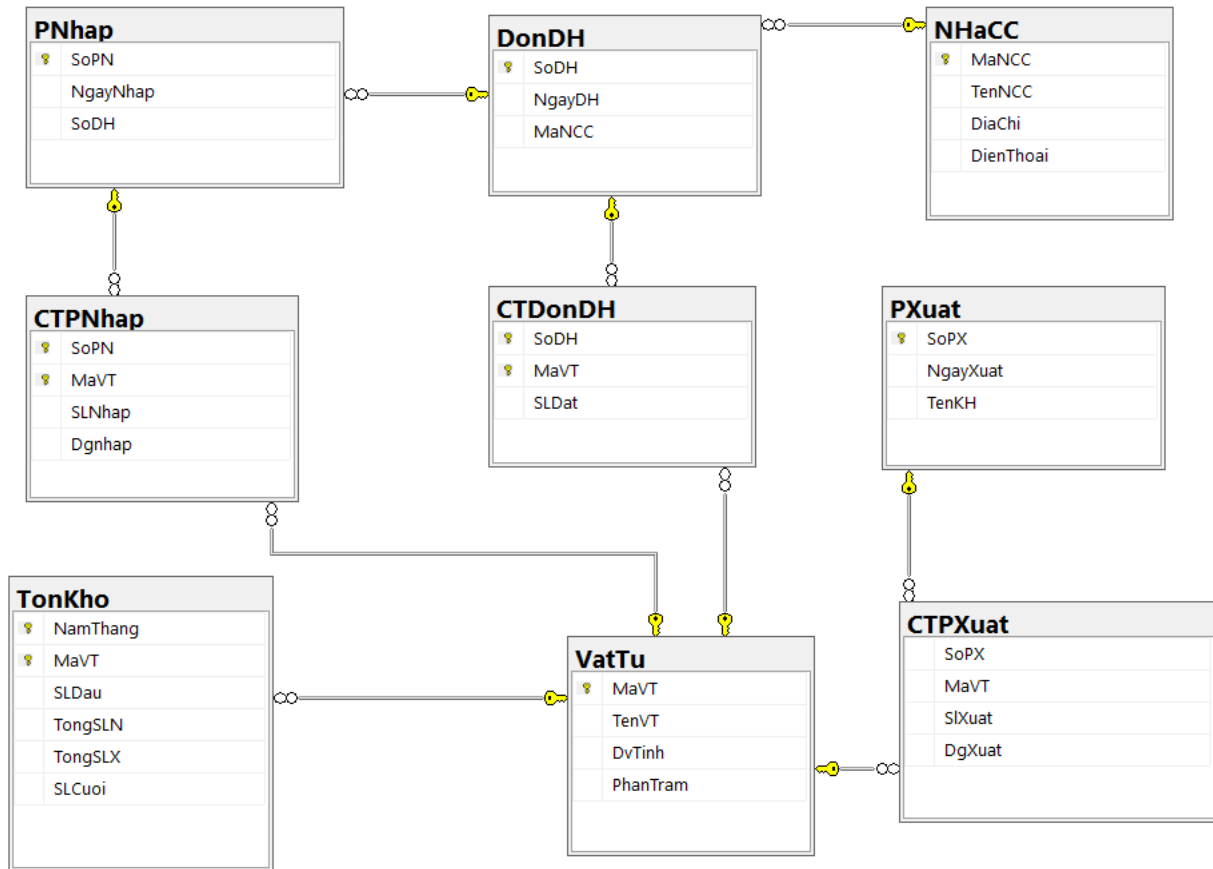 PNhap
SoPN
NgayNhap
SoDH
DonDH
SoDH
NgayDH
MaNCC
NHaCC
MaNCC
TenNCC
DiaChi
DienThoai
CTPNhap
SoPN
MaVT
SLNhap
Dgnhap
CTDonDH
SoDH
MaVT
SLDat
PXuat
SoPX
NgayXuat
TenKH
TonKho
NamThang
MaVT
SLDau
TongSLN
TongSLX
SLCuoi
VatTu
MaVT
TenVT
DvTinh
PhanTram
CTPXuat
SoPX
MaVT
SlXuat
DgXuat